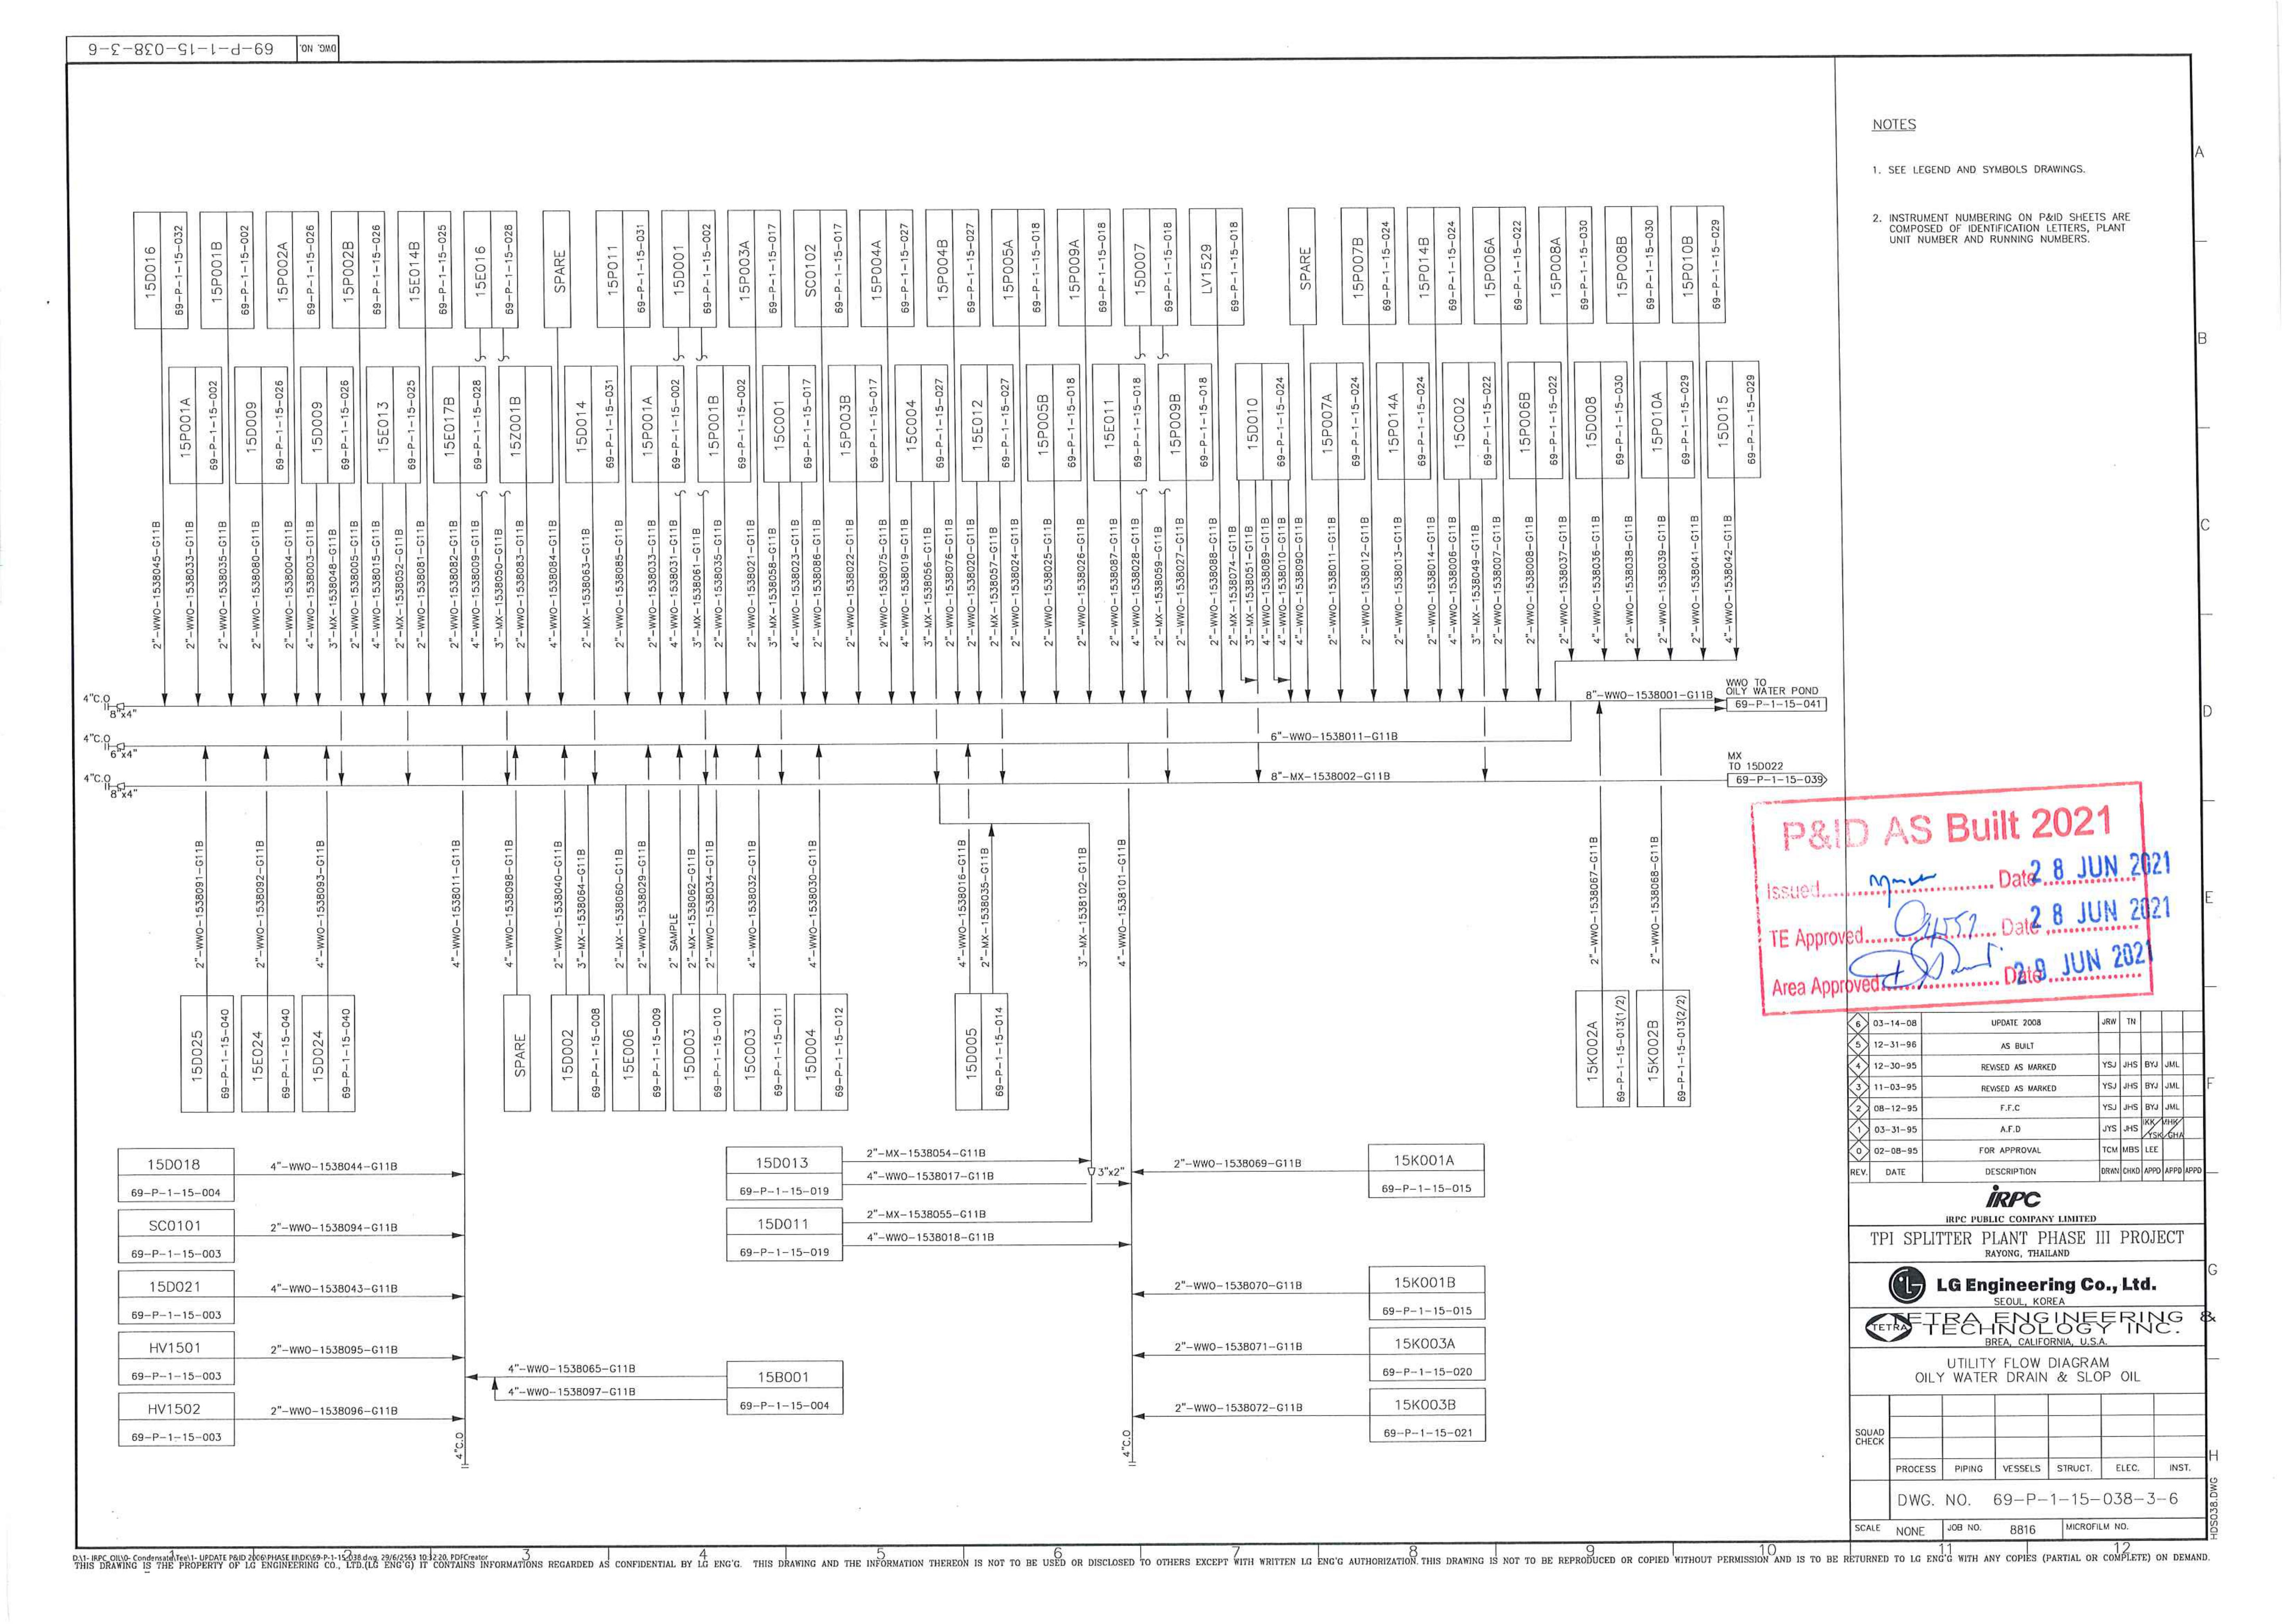 69-P-1-15-038-3-6
DWG. NO.
NOTES
1. SEE LEGEND AND SYMBOLS DRAWINGS.
2. INSTRUMENT NUMBERING ON P&ID SHEETS ARE
COMPOSED OF IDENTIFICATION LETTERS, PLANT
UNIT NUMBER AND RUNNING NUMBERS.
15D016
69-P-1-15-032
15P001B
69-P-1-15-002
15P002A
69-P-1-15-026
15P002B
69-P-1-15-026
15E014B
69-P-1-15-025
15E016
69-P-1-15-028
SPARE
15P011
69-P-1-15-031
15D001
69-P-1-15-002
15P003A
69-P-1-15-017
SC0102
69-P-1-15-017
15P004A
69-P-1-15-027
15P004B
69-P-1-15-027
15P005A
69-P-1-15-018
15P009A
69-P-1-15-018
15D007
69-P-1-15-018
LV1529
69-P-1-15-018
SPARE
15P007B
69-P-1-15-024
15P014B
69-P-1-15-024
15P006A
69-P-1-15-022
15P008A
69-P-1-15-030
15P008B
69-P-1-15-030
15P010B
69-P-1-15-029
15P001A
69-P-1-15-002
15D009
69-P-1-15-026
15D009
69-P-1-15-026
15E013
69-P-1-15-025
15E017B
69-P-1-15-028
15Z001B
15D014
69-P-1-15-031
15P001A
69-P-1-15-002
15P001B
69-P-1-15-002
15C001
69-P-1-15-017
15P003B
69-P-1-15-017
15C004
69-P-1-15-027
15E012
69-P-1-15-027
15P005B
69-P-1-15-018
15E011
69-P-1-15-018
15P009B
69-P-1-15-018
15D010
69-P-1-15-024
15P007A
69-P-1-15-024
15P014A
69-P-1-15-024
15C002
69-P-1-15-022
15P006B
69-P-1-15-022
15D008
69-P-1-15-030
15P010A
69-P-1-15-029
15D015
69-P-1-15-029
2"-WWO-1538045-G11B
2"-WWO-1538033-G11B
2"-WWO-1538035-G11B
2"-WWO-1538080-G11B
2"-WWO-1538004-G11B
4"-WWO-1538003-G11B
3"-MX-1538048-G11B
2"-WWO-1538005-G11B
4"-WWO-1538015-G11B
2"-MX-1538052-G11B
2"-WWO-1538081-G11B
2"-WWO-1538082-G11B
4"-WWO-1538009-G11B
3"-MX-1538050-G11B
2"-WWO-1538083-G11B
4"-WWO-1538084-G11B
2"-MX-1538063-G11B
2"-WWO-1538085-G11B
2"-WWO-1538033-G11B
4"-WWO-1538031-G11B
3"-MX-1538061-G11B
2"-WWO-1538035-G11B
2"-WWO-1538021-G11B
3"-MX-1538058-G11B
4"-WWO-1538023-G11B
2"-WWO-1538086-G11B
2"-WWO-1538022-G11B
2"-WWO-1538075-G11B
4"-WWO-1538019-G11B
3"-MX-1538056-G11B
2"-WWO-1538076-G11B
2"-WWO-1538020-G11B
2"-MX-1538057-G11B
2"-WWO-1538024-G11B
2"-WWO-1538025-G11B
2"-WWO-1538026-G11B
2"-WWO-1538087-G11B
4"-WWO-1538028-G11B
2"-MX-1538059-G11B
2"-WWO-1538027-G11B
2"-WWO-1538088-G11B
2"-MX-1538074-G11B
3"-MX-1538051-G11B
4"-WWO-1538089-G11B
4"-WWO-1538010-G11B
4"-WWO-1538090-G11B
2"-WWO-1538011-G11B
2"-WWO-1538012-G11B
2"-WWO-1538013-G11B
2"-WWO-1538014-G11B
4"-WWO-1538006-G11B
3"-MX-1538049-G11B
2"-WWO-1538007-G11B
2"-WWO-1538008-G11B
2"-WWO-1538037-G11B
4"-WWO-1538036-G11B
2"-WWO-1538038-G11B
2"-WWO-1538039-G11B
2"-WWO-1538041-G11B
4"-WWO-1538042-G11B
4"C.O
8"x4"
8"-WWO-1538001-G11B
WWO TO
OILY WATER POND
69-P-1-15-041
4"C.O
6"x4"
6"-WWO-1538011-G11B
4"C.O
8"x4"
8"-MX-1538002-G11B
MX
TO 15D022
69-P-1-15-039
2"-WWO-1538091-G11B
2"-WWO-1538092-G11B
4"-WWO-1538093-G11B
4"-WWO-1538011-G11B
4"-WWO-1538098-G11B
2"-WWO-1538040-G11B
3"-MX-1538064-G11B
2"-MX-1538060-G11B
2"-WWO-1538029-G11B
2" SAMPLE
2"-MX-1538062-G11B
2"-WWO-1538034-G11B
4"-WWO-1538032-G11B
4"-WWO-1538030-G11B
4"-WWO-1538016-G11B
2"-MX-1538035-G11B
3"-MX-1538102-G11B
4"-WWO-1538101-G11B
2"-WWO-1538067-G11B
2"-WWO-1538068-G11B
15D025
69-P-1-15-040
15E024
69-P-1-15-040
15D024
69-P-1-15-040
SPARE
15D002
69-P-1-15-008
15E006
69-P-1-15-009
15D003
69-P-1-15-010
15C003
69-P-1-15-011
15D004
69-P-1-15-012
15D005
69-P-1-15-014
15K002A
69-P-1-15-013(1/2)
15K002B
69-P-1-15-013(2/2)
15D018
69-P-1-15-004
4"-WWO-1538044-G11B
SC0101
69-P-1-15-003
2"-WWO-1538094-G11B
15D021
69-P-1-15-003
4"-WWO-1538043-G11B
HV1501
69-P-1-15-003
2"-WWO-1538095-G11B
HV1502
69-P-1-15-003
2"-WWO-1538096-G11B
4"C.O
4"-WWO-1538065-G11B
4"-WWO-1538097-G11B
15B001
69-P-1-15-004
15D013
69-P-1-15-019
2"-MX-1538054-G11B
4"-WWO-1538017-G11B
3"x2"
15D011
69-P-1-15-019
2"-MX-1538055-G11B
4"-WWO-1538018-G11B
2"-WWO-1538069-G11B
15K001A
69-P-1-15-015
2"-WWO-1538070-G11B
15K001B
69-P-1-15-015
2"-WWO-1538071-G11B
15K003A
69-P-1-15-020
2"-WWO-1538072-G11B
15K003B
69-P-1-15-021
4"C.O
P&ID AS Built 2021
Issued Date 28 JUN 2021
TE Approved Date 28 JUN 2021
Area Approved Date 28 JUN 2021
6 03-14-08 UPDATE 2008 JRW TN
5 12-31-96 AS BUILT
4 12-30-95 REVISED AS MARKED YSJ JHS BYJ JML
3 11-03-95 REVISED AS MARKED YSJ JHS BYJ JML
2 08-12-95 F.F.C YSJ JHS BYJ JML
1 03-31-95 A.F.D JYS JHS IKK YSK MHK GHA
0 02-08-95 FOR APPROVAL TCM MBS LEE
REV. DATE DESCRIPTION DRWN CHKD APPD APPD APPD
iRPC
IRPC PUBLIC COMPANY LIMITED
TPI SPLITTER PLANT PHASE III PROJECT
RAYONG, THAILAND
LG Engineering Co., Ltd.
SEOUL, KOREA
TETRA
TETRA ENGINEERING &
TECHNOLOGY INC.
BREA, CALIFORNIA, U.S.A.
UTILITY FLOW DIAGRAM
OILY WATER DRAIN & SLOP OIL
SQUAD
CHECK
PROCESS PIPING VESSELS STRUCT. ELEC. INST.
DWG. NO. 69-P-1-15-038-3-6
SCALE NONE JOB NO. 8816 MICROFILM NO.
HDS038.DWG
A
B
C
D
E
F
G
H
1 2 3 4 5 6 7 8 9 10 11 12
THIS DRAWING IS THE PROPERTY OF LG ENGINEERING CO., LTD.(LG ENG'G) IT CONTAINS INFORMATIONS REGARDED AS CONFIDENTIAL BY LG ENG'G. THIS DRAWING AND THE INFORMATION THEREON IS NOT TO BE USED OR DISCLOSED TO OTHERS EXCEPT WITH WRITTEN LG ENG'G AUTHORIZATION. THIS DRAWING IS NOT TO BE REPRODUCED OR COPIED WITHOUT PERMISSION AND IS TO BE RETURNED TO LG ENG'G WITH ANY COPIES (PARTIAL OR COMPLETE) ON DEMAND.